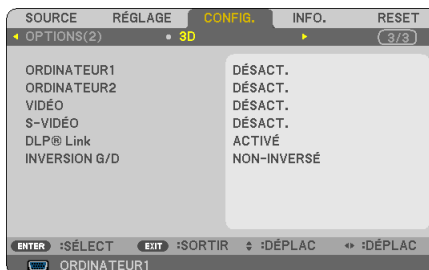 SOURCE RÉGLAGE CONFIG. INFO. RESET
OPTIONS(2) 3D 3/3
ORDINATEUR1 DÉSACT.
ORDINATEUR2 DÉSACT.
VIDÉO DÉSACT.
S-VIDÉO DÉSACT.
DLP® Link ACTIVÉ
INVERSION G/D NON-INVERSÉ
ENTER :SÉLECT EXIT :SORTIR :DÉPLAC :DÉPLAC
ORDINATEUR1